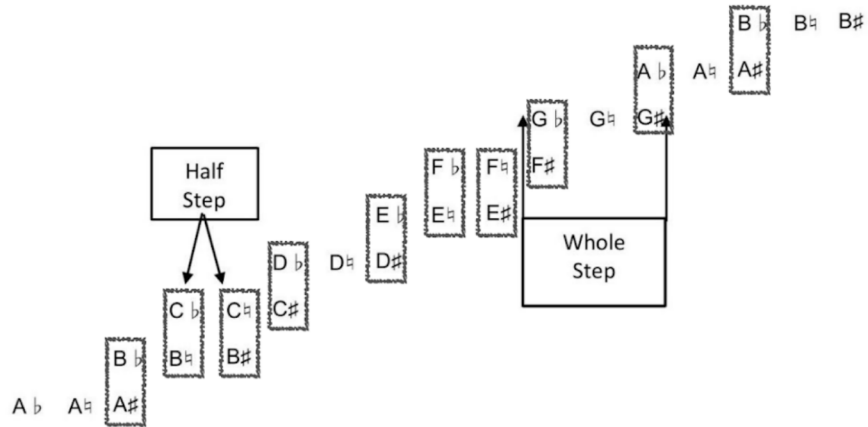 B♭ B♮ B♯
A♭ A♮ A♯
G♭ G♮ G♯
Half
Step
F♭ F♮ F♯
E♭ E♮ E♯
Whole
Step
D♭ D♮ D♯
C♭ C♮ C♯
B♭ B♮ B♯
A♭ A♮ A♯